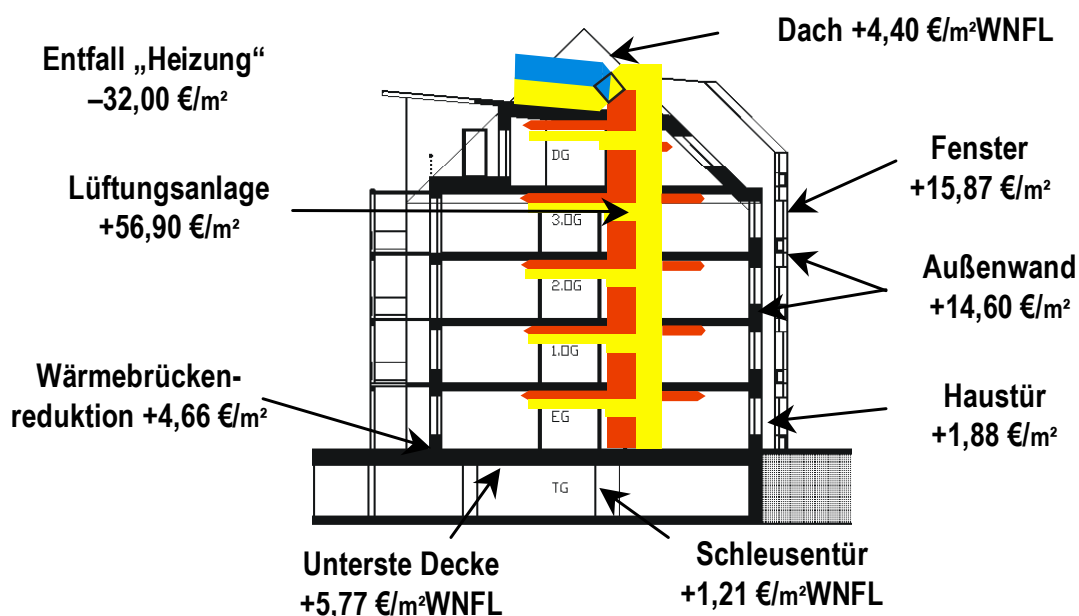 Dach +4,40 €/m²WNFL
Entfall „Heizung“
–32,00 €/m²
Lüftungsanlage
+56,90 €/m²
Fenster
+15,87 €/m²
Außenwand
+14,60 €/m²
Wärmebrücken-
reduktion +4,66 €/m²
Haustür
+1,88 €/m²
DG
3.OG
2.OG
1.OG
EG
TG
Unterste Decke
+5,77 €/m²WNFL
Schleusentür
+1,21 €/m²WNFL